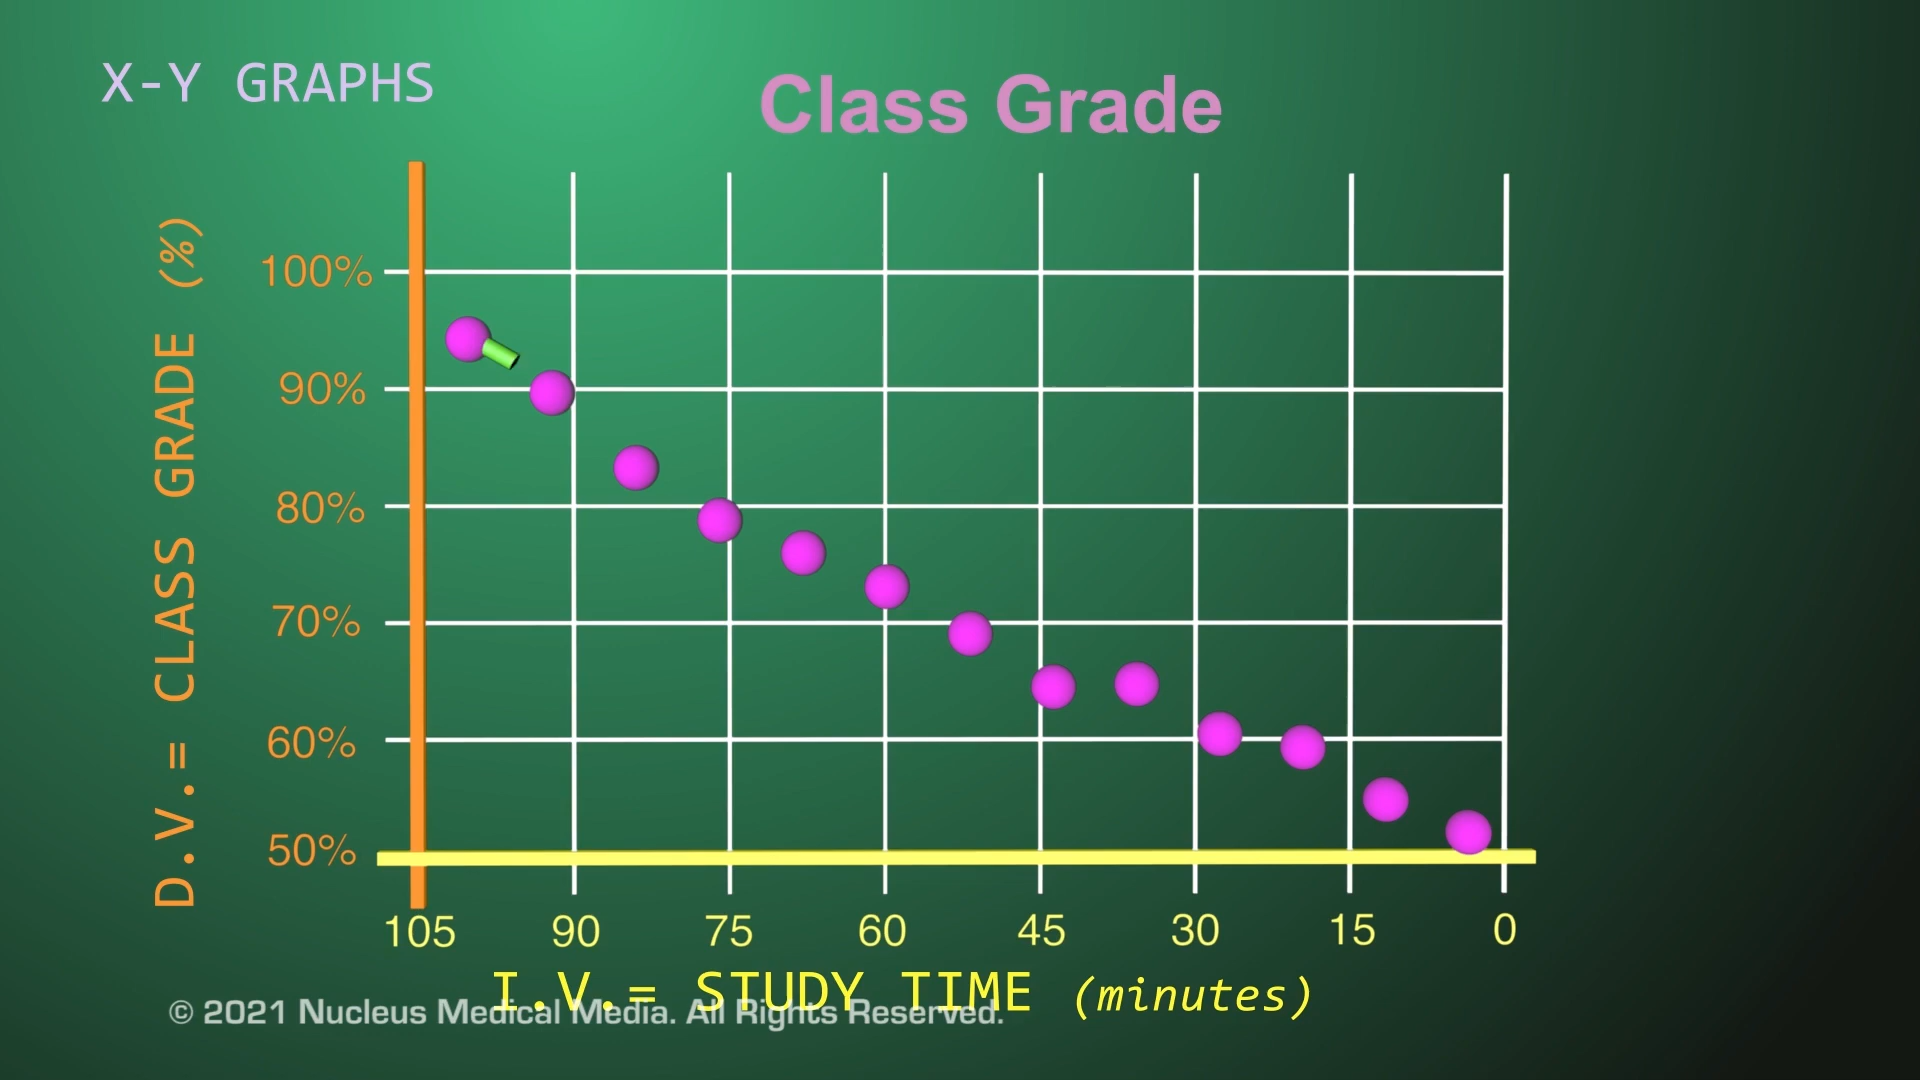 X-Y GRAPHS
Class Grade
D.V.= CLASS GRADE (%)
100%
90%
80%
70%
60%
50%
105 90 75 60 45 30 15 0
I.V.= STUDY TIME (minutes)
© 2021 Nucleus Medical Media. All Rights Reserved.